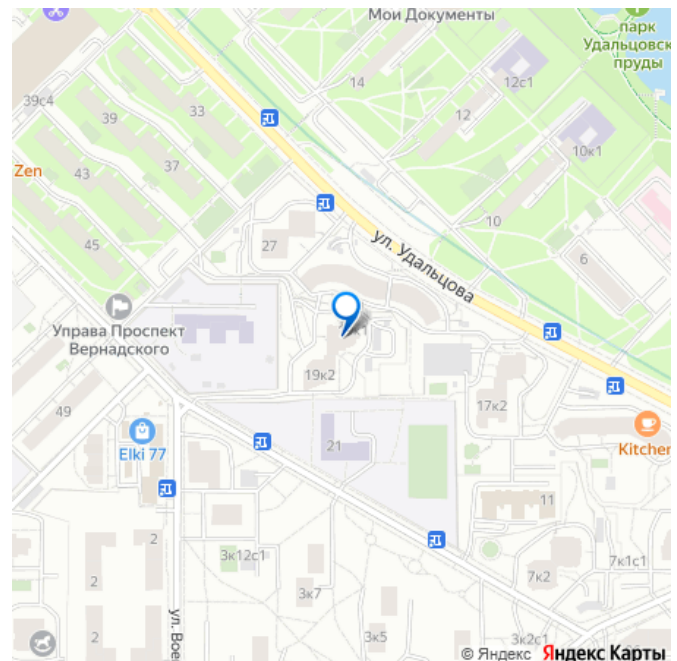 Мои Документы
парк
Удальцовск
пруды
14
12с1
39с4
33
39
12
10к1
37
Zen
43
10
45
27
6
ул. Удальцова
Управа Проспект
Вернадского
19к2
17к2
49
Elki 77
21
Kitchen
11
2
3к12с1
7к1с1
7к2
2
3к7
ул. Вое
3к5
3к2с1
© Яндекс Яндекс Карты